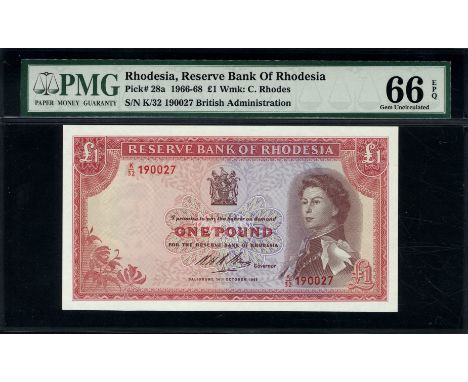 PMG
PAPER MONEY GUARANTY
Rhodesia, Reserve Bank Of Rhodesia
Pick# 28a 1966-68 £1 Wmk: C. Rhodes
S/N K/32 190027 British Administration
66 EPQ
Gem Uncirculated
£1 RESERVE BANK OF RHODESIA £1
K/32 190027
I promise to pay the bearer on demand
ONE POUND
FOR THE RESERVE BANK OF RHODESIA
Governor
K/32 190027
SALISBURY, OCTOBER
£1